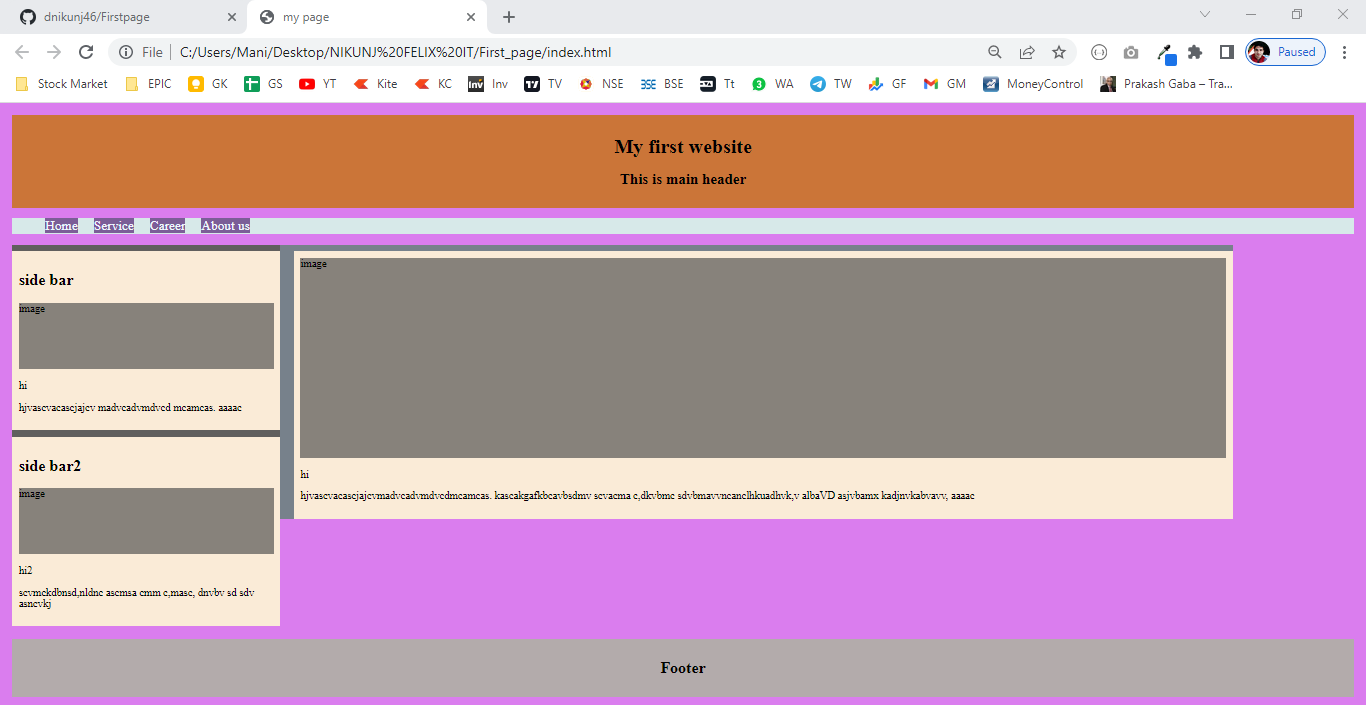 dnikunj46/Firstpage
my page
File
C:/Users/Mani/Desktop/NIKUNJ%20FELIX%20IT/First_page/index.html
Paused
Stock Market EPIC GK GS YT Kite KC Inv TV NSE BSE Tt WA TW GF GM MoneyControl Prakash Gaba – Tra...
My first website
This is main header
Home Service Career About us
side bar
image
hi
hjvascvacascjajcv madvcadvmdvcd mcamcas. aaaac
side bar2
image
hi2
scvmckdbnsd,nldnc ascmsa cmm c,masc, dnvbv sd sdv
asncvkj
image
hi
hjvascvacascjajcvmadvcadvmdvcdmcamcas. kascakgafkbcavbsdmv scvacma c,dkvbmc sdvbmavvncanclhkuadhvk,v albaVD asjvbamx kadjnvkabvavv, aaaac
Footer